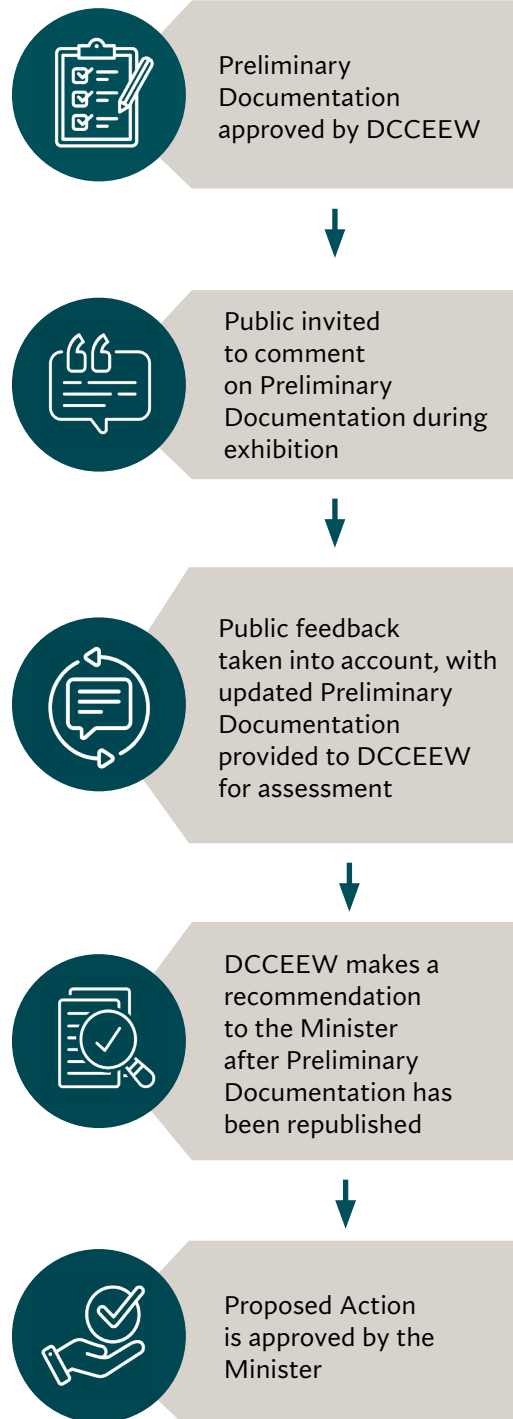 Preliminary
Documentation
approved by DCCEEW
Public invited
to comment
on Preliminary
Documentation during
exhibition
Public feedback
taken into account, with
updated Preliminary
Documentation
provided to DCCEEW
for assessment
DCCEEW makes a
recommendation
to the Minister
after Preliminary
Documentation has
been republished
Proposed Action
is approved by the
Minister